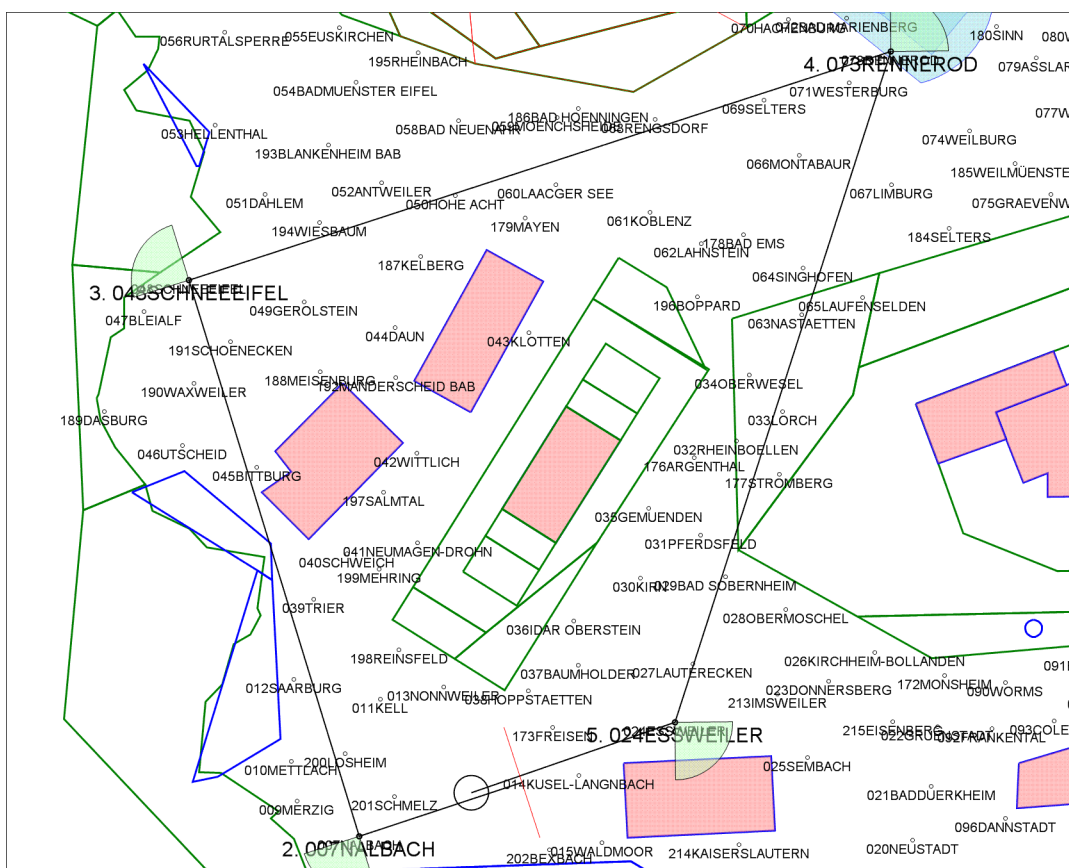 056RURTALSPERRE
055EUSKIRCHEN
195RHEINBACH
070HACHENBURG
072BAD MARIENBERG
180SINN
080W
4. 073RENNEROD
079ASSLAR
071WESTERBURG
054BADMUENSTER EIFEL
069SELTERS
077W
186BAD HOENNINGEN
058BAD NEUENAHR
068RENGSDORF
053HELLENTHAL
074WEILBURG
193BLANKENHEIM BAB
066MONTABAUR
185WEILMÜENSTE
052ANTWEILER
060LAACGER SEE
067LIMBURG
051DAHLEM
050HOHE ACHT
075GRAEVENW
061KOBLENZ
194WIESBAUM
179MAYEN
184SELTERS
178BAD EMS
062LAHNSTEIN
187KELBERG
064SINGHOFEN
3. 048SCHNEEEIFEL
196BOPPARD
065LAUFENSELDEN
049GEROLSTEIN
047BLEIALF
063NASTAETTEN
044DAUN
043KLOTTEN
191SCHOENECKEN
188MEISENBURG
192MANDERSCHEID BAB
034OBERWESEL
190WAXWEILER
189DASBURG
033LORCH
046UTSCHEID
032RHEINBOELLEN
042WITTLICH
176ARGENTHAL
045BITTBURG
177STROMBERG
197SALMTAL
035GEMUENDEN
031PFERDSFELD
041NEUMAGEN-DROHN
040SCHWEICH
199MEHRING
030KIRN
029BAD SOBERNHEIM
039TRIER
028OBERMOSCHEL
036IDAR OBERSTEIN
198REINSFELD
026KIRCHHEIM-BOLLANDEN
091
037BAUMHOLDER
027LAUTERECKEN
172MONSHEIM
012SAARBURG
013NONNWEILER
023DONNERSBERG
090WORMS
038HOPPSTAETTEN
011KELL
213IMSWEILER
173FREISEN
5. 024ESSWEILER
215EISENBERG
022GRUENSTADT
092FRANKENTAL
093COLE
200LOSHEIM
010METTLACH
025SEMBACH
014KUSEL-LANGNBACH
021BADDUERKHEIM
201SCHMELZ
009MERZIG
096DANNSTADT
2. 007NALBACH
015WALDMOOR
202BEXBACH
214KAISERSLAUTERN
020NEUSTADT